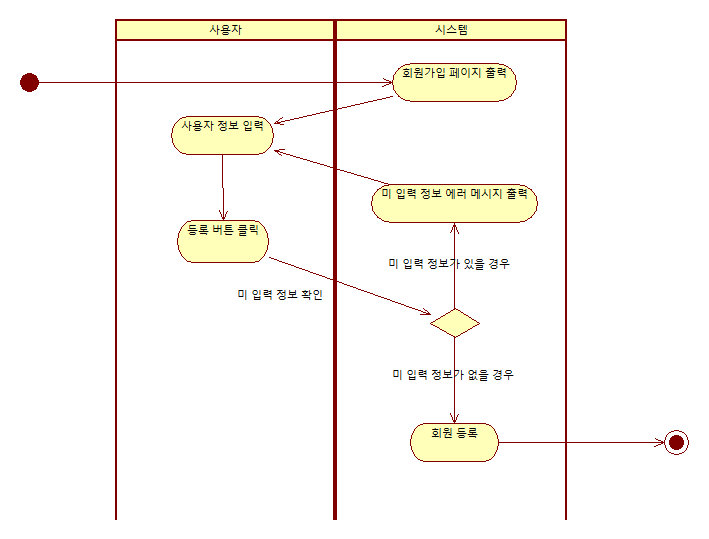 사용자
시스템
회원가입 페이지 출력
사용자 정보 입력
미 입력 정보 에러 메시지 출력
등록 버튼 클릭
미 입력 정보가 있을 경우
미 입력 정보 확인
미 입력 정보가 없을 경우
회원 등록